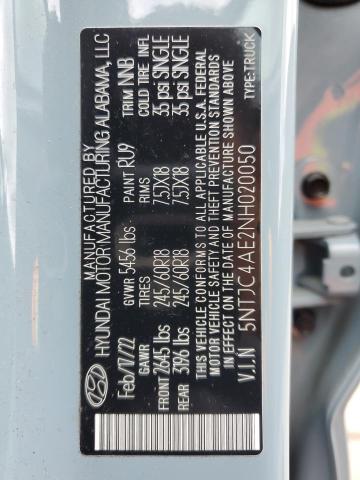 MANUFACTURED BY
HYUNDAI MOTOR MANUFACTURING ALABAMA, LLC
Feb/17/22 GVWR 5456 lbs PAINT RU9 TRIM NNB
GAWR TIRES RIMS COLD TIRE INFL
FRONT 2645 lbs 245/60R18 7.5JX18 35 psi SINGLE
REAR 3196 lbs 245/60R18 7.5JX18 35 psi SINGLE
THIS VEHICLE CONFORMS TO ALL APPLICABLE U.S.A. FEDERAL
MOTOR VEHICLE SAFETY AND THEFT PREVENTION STANDARDS
IN EFFECT ON THE DATE OF MANUFACTURE SHOWN ABOVE
V.I.N 5NTJC4AE2NH020050 TYPE:TRUCK